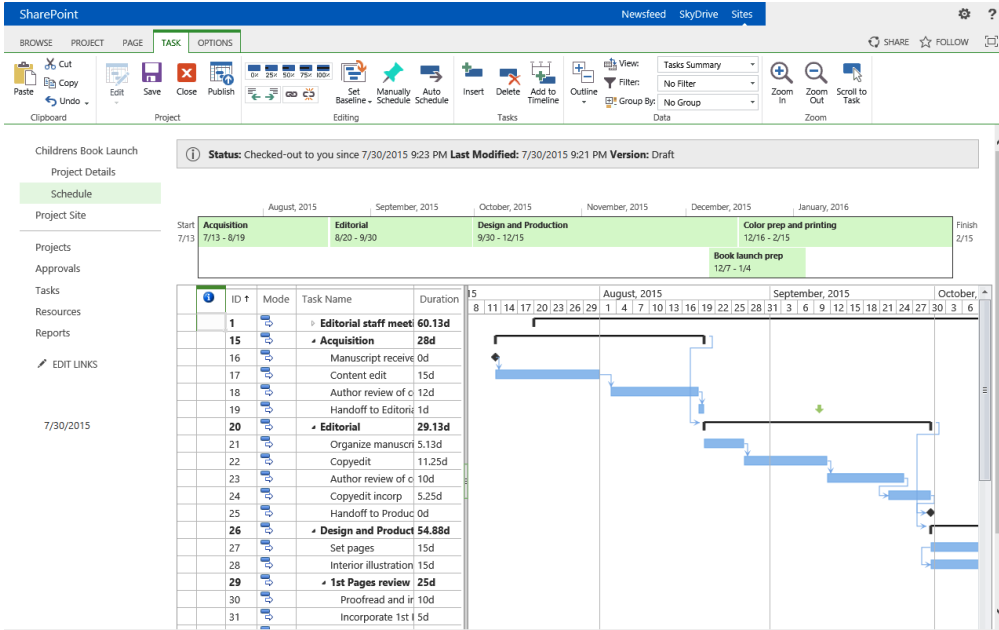 SharePoint
Newsfeed SkyDrive Sites
?
BROWSE PROJECT PAGE TASK OPTIONS
SHARE FOLLOW
Paste
Cut
Copy
Undo
Clipboard
Edit Save Close Publish
Project
0% 25% 50% 75% 100%
Set Baseline
Manually Schedule
Auto Schedule
Editing
Insert Delete Add to Timeline
Tasks
Outline
View: Tasks Summary
Filter: No Filter
Group By: No Group
Data
Zoom In
Zoom Out
Scroll to Task
Zoom
Childrens Book Launch
Project Details
Schedule
Project Site
Projects
Approvals
Tasks
Resources
Reports
EDIT LINKS
7/30/2015
Status: Checked-out to you since 7/30/2015 9:23 PM Last Modified: 7/30/2015 9:21 PM Version: Draft
August, 2015 September, 2015 October, 2015 November, 2015 December, 2015 January, 2016
Start
7/13
Acquisition
7/13 - 8/19
Editorial
8/20 - 9/30
Design and Production
9/30 - 12/15
Color prep and printing
12/16 - 2/15
Finish
2/15
Book launch prep
12/7 - 1/4
ID Mode Task Name Duration
1 Editorial staff meeti 60.13d
15 Acquisition 28d
16 Manuscript receive 0d
17 Content edit 15d
18 Author review of c 12d
19 Handoff to Editoria 1d
20 Editorial 29.13d
21 Organize manuscri 5.13d
22 Copyedit 11.25d
23 Author review of c 10d
24 Copyedit incorp 5.25d
25 Handoff to Produc 0d
26 Design and Product 54.88d
27 Set pages 15d
28 Interior illustration 15d
29 1st Pages review 25d
30 Proofread and ir 10d
31 Incorporate 1st 5d
15 August, 2015 September, 2015 October,
8 11 14 17 20 23 26 29 1 4 7 10 13 16 19 22 25 28 31 3 6 9 12 15 18 21 24 27 30 3 6